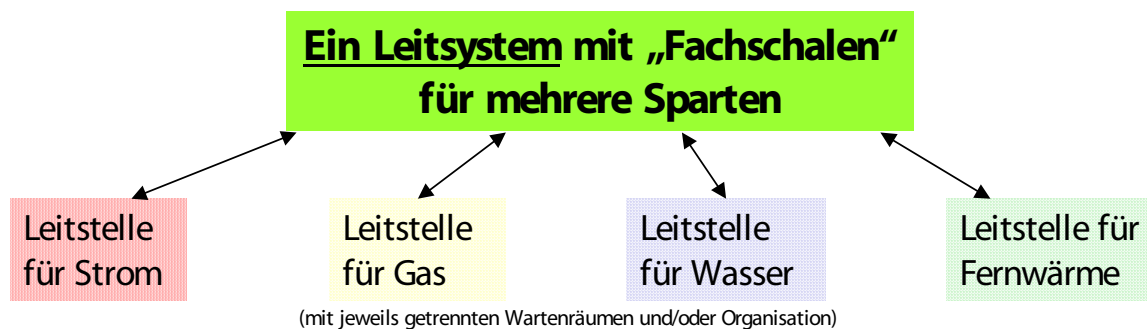 Ein Leitsystem mit „Fachschalen“
für mehrere Sparten
Leitstelle
für Strom
Leitstelle
für Gas
Leitstelle
für Wasser
Leitstelle für
Fernwärme
(mit jeweils getrennten Wartenräumen und/oder Organisation)